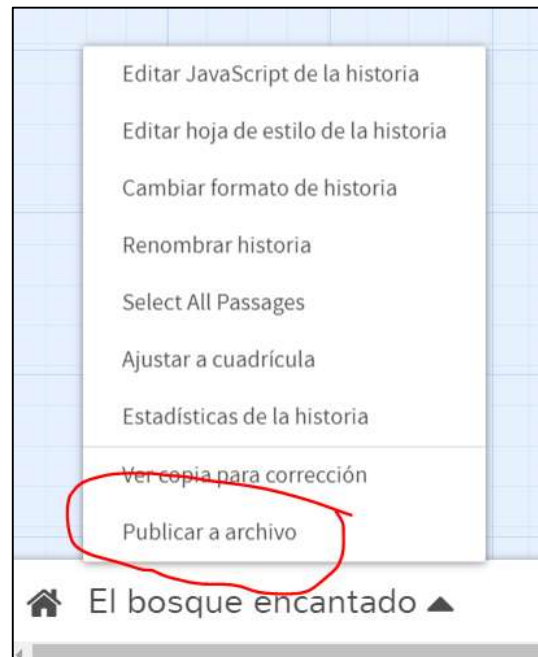 Editar JavaScript de la historia
Editar hoja de estilo de la historia
Cambiar formato de historia
Renombrar historia
Select All Passages
Ajustar a cuadrícula
Estadísticas de la historia
Ver copia para corrección
Publicar a archivo
El bosque encantado